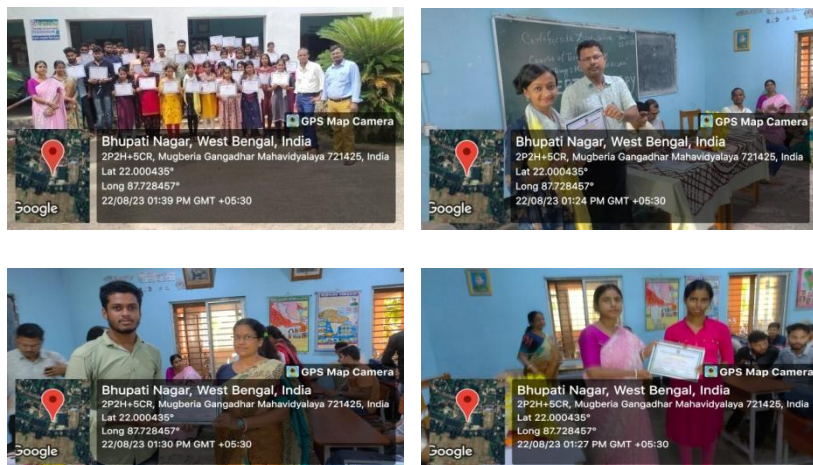 GPS Map Camera
Bhupati Nagar, West Bengal, India
2P2H+5CR, Mugberia Gangadhar Mahavidyalaya 721425, India
Lat 22.000435°
Long 87.728457°
22/08/23 01:39 PM GMT +05:30
Google
Certificate
GPS Map Camera
Bhupati Nagar, West Bengal, India
2P2H+5CR, Mugberia Gangadhar Mahavidyalaya 721425, India
Lat 22.000435°
Long 87.728457°
22/08/23 01:24 PM GMT +05:30
Google
GPS Map Camera
Bhupati Nagar, West Bengal, India
2P2H+5CR, Mugberia Gangadhar Mahavidyalaya 721425, India
Lat 22.000435°
Long 87.728457°
22/08/23 01:30 PM GMT +05:30
Google
GPS Map Camera
Bhupati Nagar, West Bengal, India
2P2H+5CR, Mugberia Gangadhar Mahavidyalaya 721425, India
Lat 22.000435°
Long 87.728457°
22/08/23 01:27 PM GMT +05:30
Google